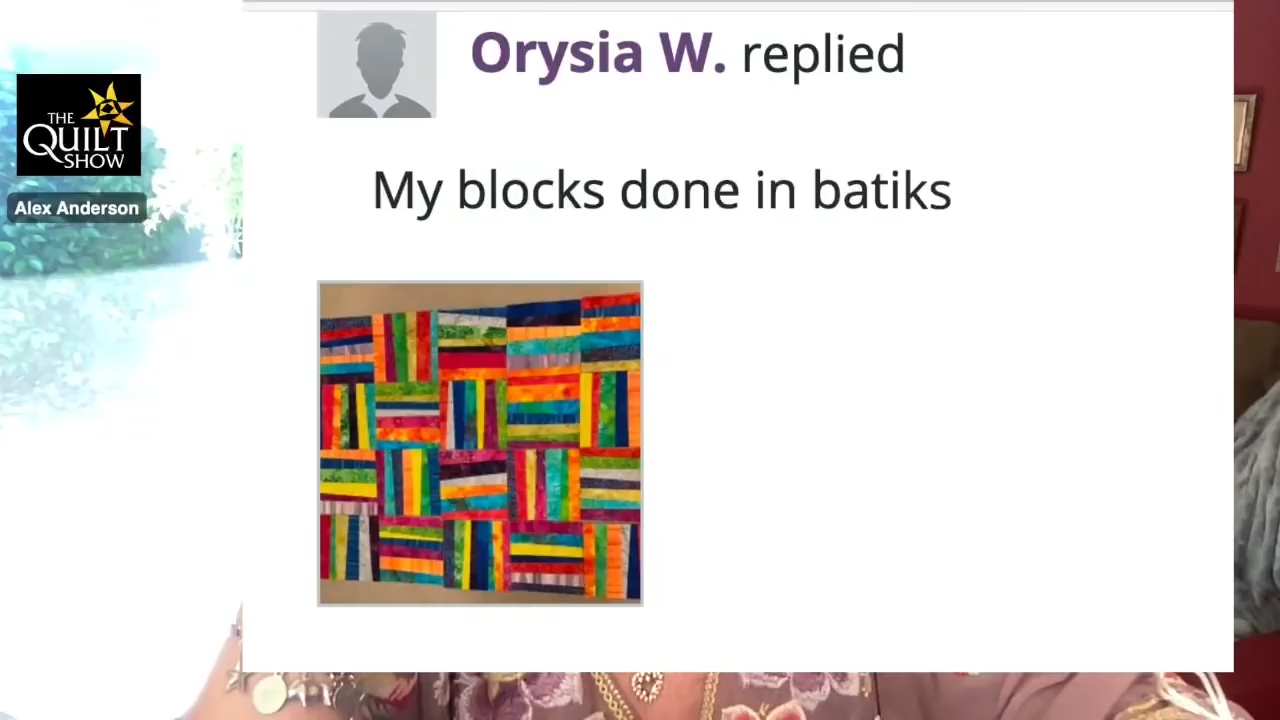 THE
QUILT
SHOW
Alex Anderson
Orysia W. replied
My blocks done in batiks